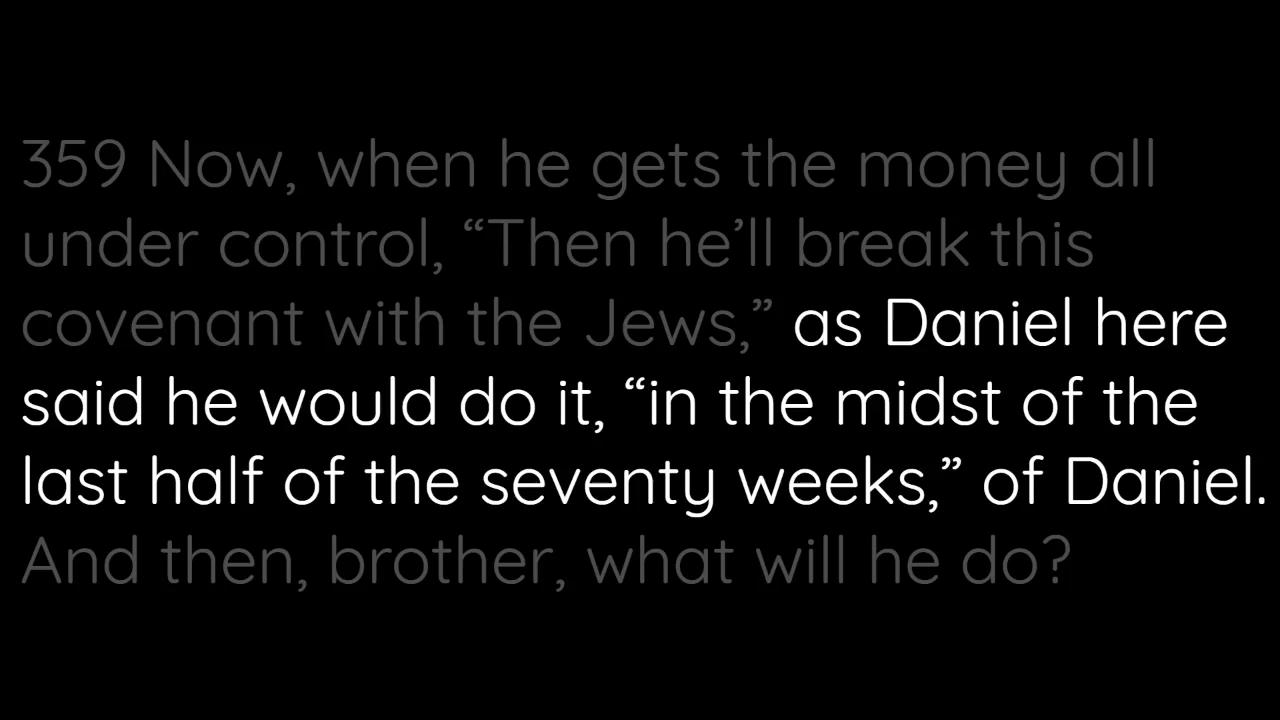 359 Now, when he gets the money all
under control, “Then he’ll break this
covenant with the Jews,” as Daniel here
said he would do it, “in the midst of the
last half of the seventy weeks,” of Daniel.
And then, brother, what will he do?